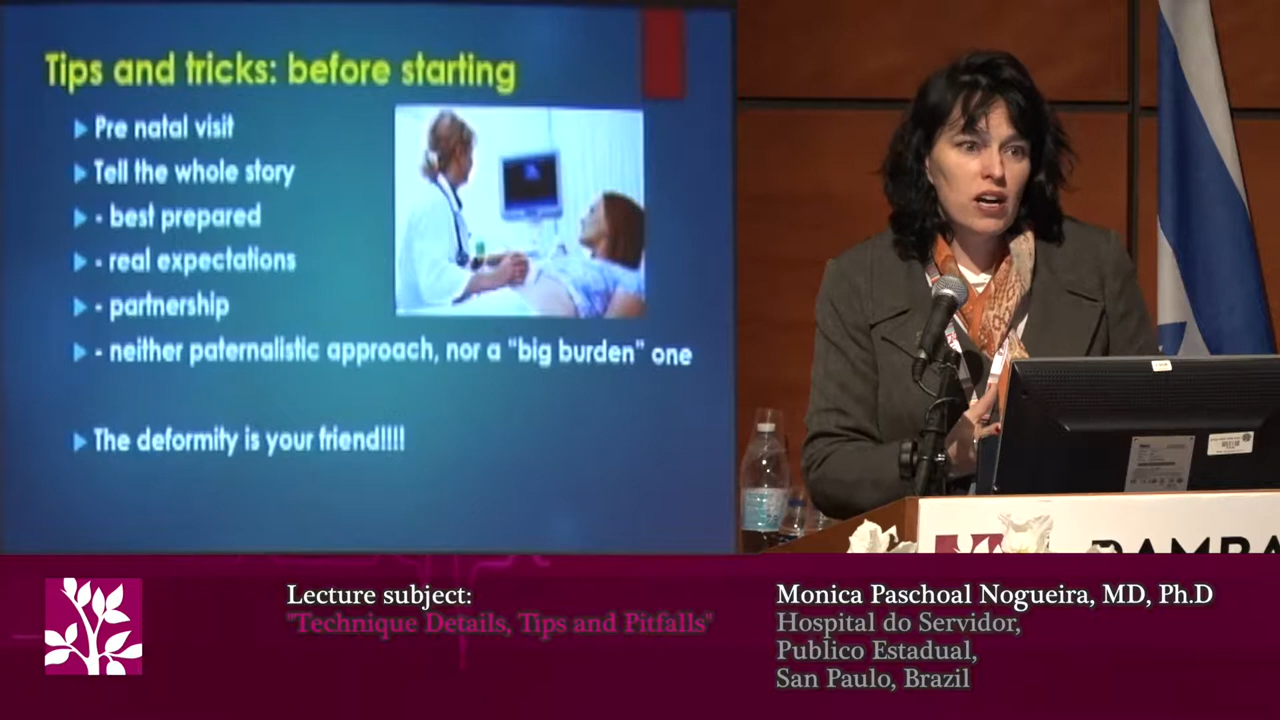 Tips and tricks: before starting
Pre natal visit
Tell the whole story
- best prepared
- real expectations
- partnership
- neither paternalistic approach, nor a "big burden" one
The deformity is your friend!!!!
Lecture subject:
"Technique Details, Tips and Pitfalls"
Monica Paschoal Nogueira, MD, Ph.D
Hospital do Servidor,
Publico Estadual,
San Paulo, Brazil